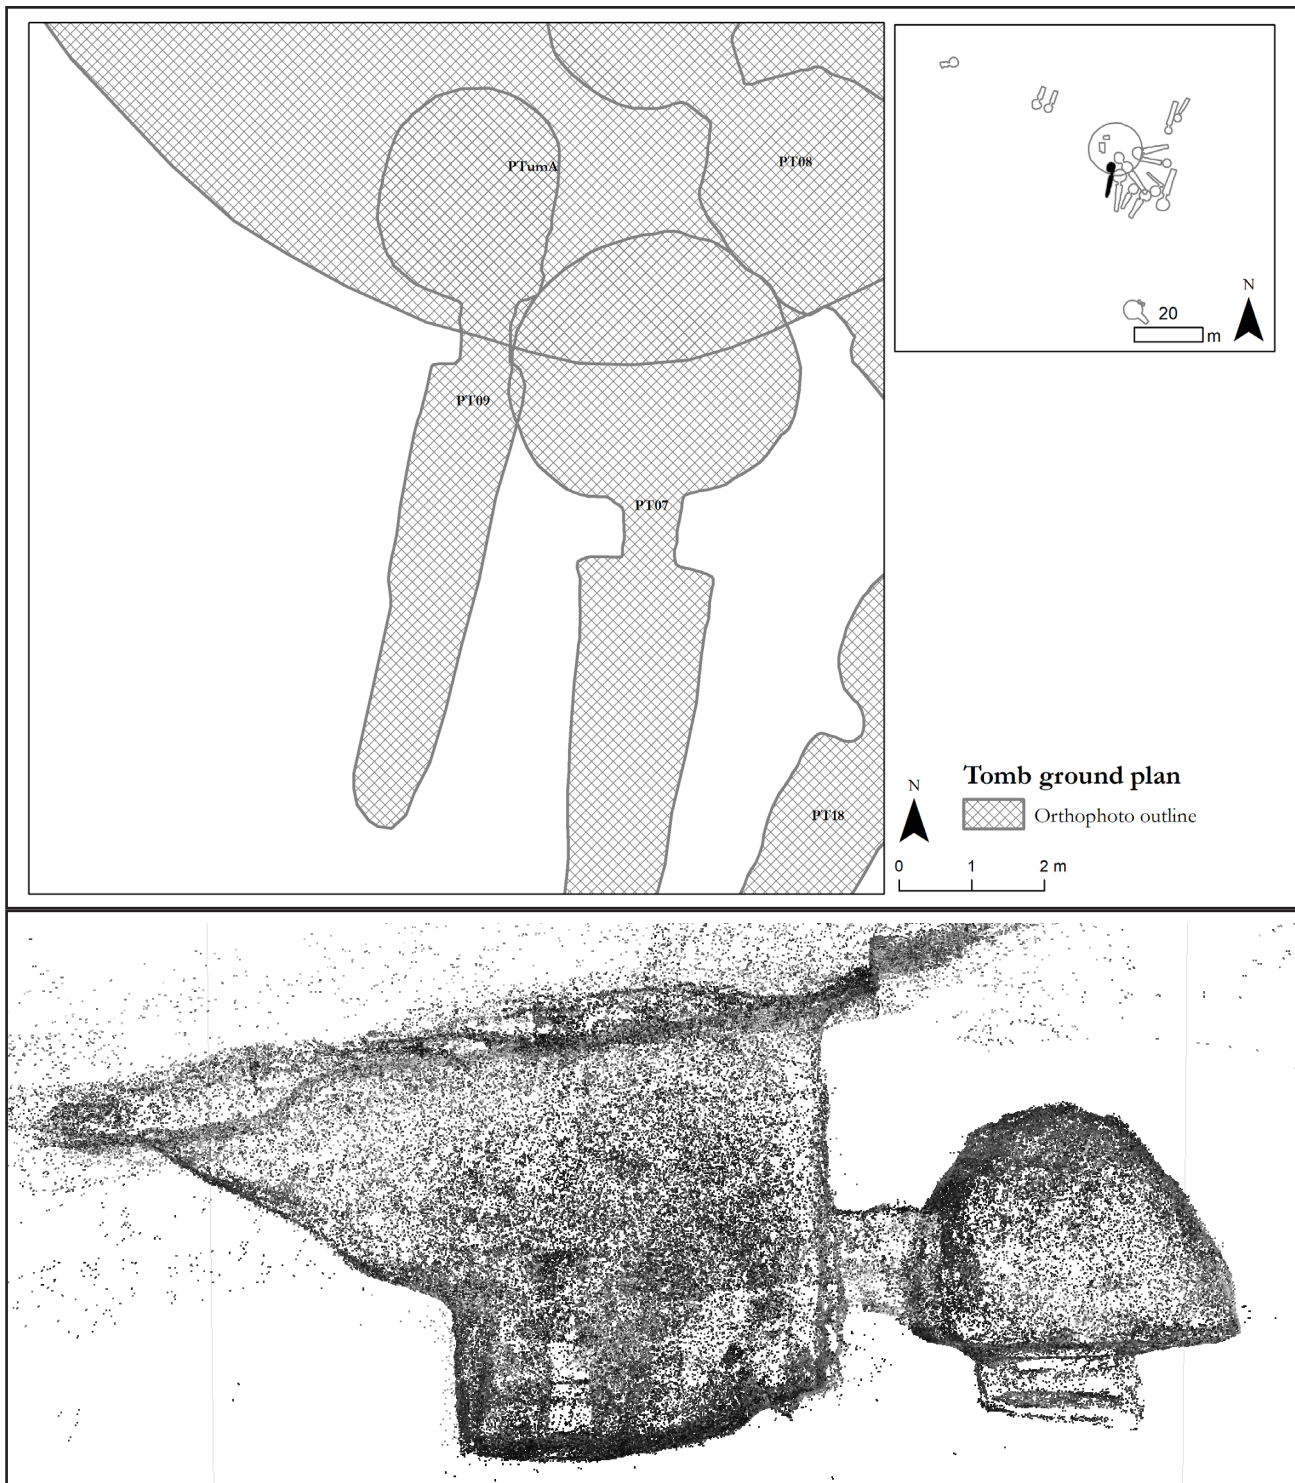 PTumA
PT08
PT09
PT07
PT18
N
20
m
Tomb ground plan
N
Orthophoto outline
0 1 2 m